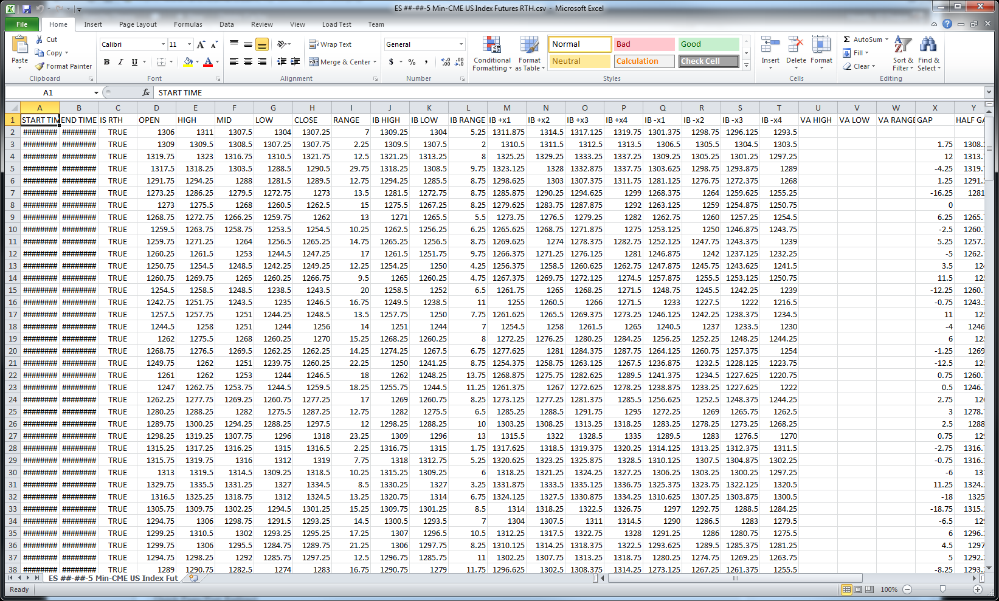 ES ##-##-5 Min-CME US Index Futures RTH.csv - Microsoft Excel
File Home Insert Page Layout Formulas Data Review View Load Test Team
Paste Cut Copy Format Painter Clipboard
Calibri 11 B I U Font
Wrap Text Merge & Center Alignment
General $ % , Number
Conditional Formatting Format as Table Normal Bad Good Neutral Calculation Check Cell Styles
Insert Delete Format Cells
AutoSum Fill Clear Sort & Filter Find & Select Editing
A1 fx START TIME
A B C D E F G H I J K L M N O P Q R S T U V W X Y
1 START TIM END TIME IS RTH OPEN HIGH MID LOW CLOSE RANGE IB HIGH IB LOW IB RANGE IB +x1 IB +x2 IB +x3 IB +x4 IB -x1 IB -x2 IB -x3 IB -x4 VA HIGH VA LOW VA RANGE GAP HALF GA
2 ######## ######## TRUE 1306 1311 1307.5 1304 1307.25 7 1309.25 1304 5.25 1311.875 1314.5 1317.125 1319.75 1301.375 1298.75 1296.125 1293.5
3 ######## ######## TRUE 1309 1309.5 1308.5 1307.25 1307.75 2.25 1309.5 1307.5 2 1310.5 1311.5 1312.5 1313.5 1306.5 1305.5 1304.5 1303.5 1.75 1308.
4 ######## ######## TRUE 1319.75 1323 1316.75 1310.5 1321.75 12.5 1321.25 1313.25 8 1325.25 1329.25 1333.25 1337.25 1309.25 1305.25 1301.25 1297.25 12 1313.
5 ######## ######## TRUE 1317.5 1318.25 1303.5 1288.5 1290.5 29.75 1318.25 1308.5 9.75 1323.125 1328 1332.875 1337.75 1303.625 1298.75 1293.875 1289 -4.25 1319.
6 ######## ######## TRUE 1291.75 1294.25 1288 1281.5 1289.5 12.75 1294.25 1285.5 8.75 1298.625 1303 1307.375 1311.75 1281.125 1276.75 1272.375 1268 1.25 1291.
7 ######## ######## TRUE 1273.25 1286.25 1279.5 1272.75 1273 13.5 1281.5 1272.75 8.75 1285.875 1290.25 1294.625 1299 1268.375 1264 1259.625 1255.25 -16.25 1281
8 ######## ######## TRUE 1273 1275.5 1268 1260.5 1262.5 15 1275.5 1267.25 8.25 1279.625 1283.75 1287.875 1292 1263.125 1259 1254.875 1250.75 0
9 ######## ######## TRUE 1268.75 1272.75 1266.25 1259.75 1262 13 1271 1265.5 5.5 1273.75 1276.5 1279.25 1282 1262.75 1260 1257.25 1254.5 6.25 1265.
10 ######## ######## TRUE 1259.5 1263.75 1258.75 1253.5 1254.5 10.25 1262.5 1256.25 6.25 1265.625 1268.75 1271.875 1275 1253.125 1250 1246.875 1243.75 -2.5 1260.
11 ######## ######## TRUE 1259.75 1271.25 1264 1256.5 1265.25 14.75 1265.25 1256.5 8.75 1269.625 1274 1278.375 1282.75 1252.125 1247.75 1243.375 1239 5.25 1257.
12 ######## ######## TRUE 1260.25 1261.5 1253 1244.5 1247.25 17 1261.5 1251.75 9.75 1266.375 1271.25 1276.125 1281 1246.875 1242 1237.125 1232.25 -5 1262.
13 ######## ######## TRUE 1250.75 1254.5 1248.5 1242.25 1249.25 12.25 1254.25 1250 4.25 1256.375 1258.5 1260.625 1262.75 1247.875 1245.75 1243.625 1241.5 3.5 124
14 ######## ######## TRUE 1260.75 1269.75 1265 1260.25 1266.75 9.5 1265 1260.25 4.75 1267.375 1269.75 1272.125 1274.5 1257.875 1255.5 1253.125 1250.75 11.5 125
15 ######## ######## TRUE 1254.5 1258.5 1248.5 1238.5 1243.5 20 1258.5 1252 6.5 1261.75 1265 1268.25 1271.5 1248.75 1245.5 1242.25 1239 -12.25 1260.
16 ######## ######## TRUE 1242.75 1251.75 1243.5 1235 1246.5 16.75 1249.5 1238.5 11 1255 1260.5 1266 1271.5 1233 1227.5 1222 1216.5 -0.75 1243.
17 ######## ######## TRUE 1257.5 1257.75 1251 1244.25 1248.5 13.5 1257.75 1250 7.75 1261.625 1265.5 1269.375 1273.25 1246.125 1242.25 1238.375 1234.5 11 125
18 ######## ######## TRUE 1244.5 1258 1251 1244 1256 14 1251 1244 7 1254.5 1258 1261.5 1265 1240.5 1237 1233.5 1230 -4 1246
19 ######## ######## TRUE 1262 1275.5 1268 1260.25 1270 15.25 1268.25 1260.25 8 1272.25 1276.25 1280.25 1284.25 1256.25 1252.25 1248.25 1244.25 6 125
20 ######## ######## TRUE 1268.75 1276.5 1269.5 1262.25 1262.25 14.25 1274.25 1267.5 6.75 1277.625 1281 1284.375 1287.75 1264.125 1260.75 1257.375 1254 -1.25 1269
21 ######## ######## TRUE 1249.75 1262 1251 1239.75 1260.25 22.25 1250 1241.25 8.75 1254.375 1258.75 1263.125 1267.5 1236.875 1232.5 1228.125 1223.75 -12.5 125
22 ######## ######## TRUE 1261 1262 1253 1244 1246.5 18 1262 1248.25 13.75 1268.875 1275.75 1282.625 1289.5 1241.375 1234.5 1227.625 1220.75 0.75 1260.
23 ######## ######## TRUE 1247 1262.75 1253.75 1244.5 1259.5 18.25 1255.75 1244.5 11.25 1261.375 1267 1272.625 1278.25 1238.875 1233.25 1227.625 1222 0.5 1246.
24 ######## ######## TRUE 1262.25 1277.75 1269.25 1260.75 1277.25 17 1269 1260.75 8.25 1273.125 1277.25 1281.375 1285.5 1256.625 1252.5 1248.375 1244.25 2.75 126
25 ######## ######## TRUE 1280.25 1288.25 1282 1275.5 1287.25 12.75 1282 1275.5 6.5 1285.25 1288.5 1291.75 1295 1272.25 1269 1265.75 1262.5 3 1278.
26 ######## ######## TRUE 1289.75 1300.25 1294.25 1288.25 1297.5 12 1298.25 1288.25 10 1303.25 1308.25 1313.25 1318.25 1283.25 1278.25 1273.25 1268.25 2.5 1288
27 ######## ######## TRUE 1298.25 1319.25 1307.75 1296 1318 23.25 1309 1296 13 1315.5 1322 1328.5 1335 1289.5 1283 1276.5 1270 0.75 129
28 ######## ######## TRUE 1315.25 1317.25 1316.25 1315 1316.5 2.25 1316.75 1315 1.75 1317.625 1318.5 1319.375 1320.25 1314.125 1313.25 1312.375 1311.5 -2.75 1316.
29 ######## ######## TRUE 1315.75 1319.75 1316 1312 1319 7.75 1318 1312.75 5.25 1320.625 1323.25 1325.875 1328.5 1310.125 1307.5 1304.875 1302.25 -0.75 1316.
30 ######## ######## TRUE 1313 1319.5 1314.5 1309.25 1318.5 10.25 1315.25 1309.25 6 1318.25 1321.25 1324.25 1327.25 1306.25 1303.25 1300.25 1297.25 -6 131
31 ######## ######## TRUE 1329.75 1335.5 1331.25 1327 1334.5 8.5 1330.25 1327 3.25 1331.875 1333.5 1335.125 1336.75 1325.375 1323.75 1322.125 1320.5 11.25 1324.
32 ######## ######## TRUE 1316.5 1325.25 1318.75 1312 1324.5 13.25 1320.75 1314 6.75 1324.125 1327.5 1330.875 1334.25 1310.625 1307.25 1303.875 1300.5 -18 1325
33 ######## ######## TRUE 1305.75 1309.75 1302.25 1294.5 1301.25 15.25 1309.75 1301.25 8.5 1314 1318.25 1322.5 1326.75 1297 1292.75 1288.5 1284.25 -18.75 1315.
34 ######## ######## TRUE 1294.75 1306 1298.75 1291.5 1293.25 14.5 1300.5 1293.5 7 1304 1307.5 1311 1314.5 1290 1286.5 1283 1279.5 -6.5 129
35 ######## ######## TRUE 1299.25 1310.5 1302 1293.25 1295.25 17.25 1307 1296.5 10.5 1312.25 1317.5 1322.75 1328 1291.25 1286 1280.75 1275.5 6 1296.
36 ######## ######## TRUE 1299.75 1306 1295.5 1284.75 1289.75 21.25 1306 1297.75 8.25 1310.125 1314.25 1318.375 1322.5 1293.625 1289.5 1285.375 1281.25 4.5 1297
37 ######## ######## TRUE 1294.75 1298.25 1292 1285.75 1297.25 12.5 1296.75 1285.75 11 1302.25 1307.75 1313.25 1318.75 1280.25 1274.75 1269.25 1263.75 5 1292.
38 ######## ######## TRUE 1289 1290.75 1282.5 1274 1283 16.75 1290.75 1279 11.75 1296.625 1302.5 1308.375 1314.25 1273.125 1267.25 1261.375 1255.5 -8.25 1293.
ES ##-##-5 Min-CME US Index Fut
Ready 100%